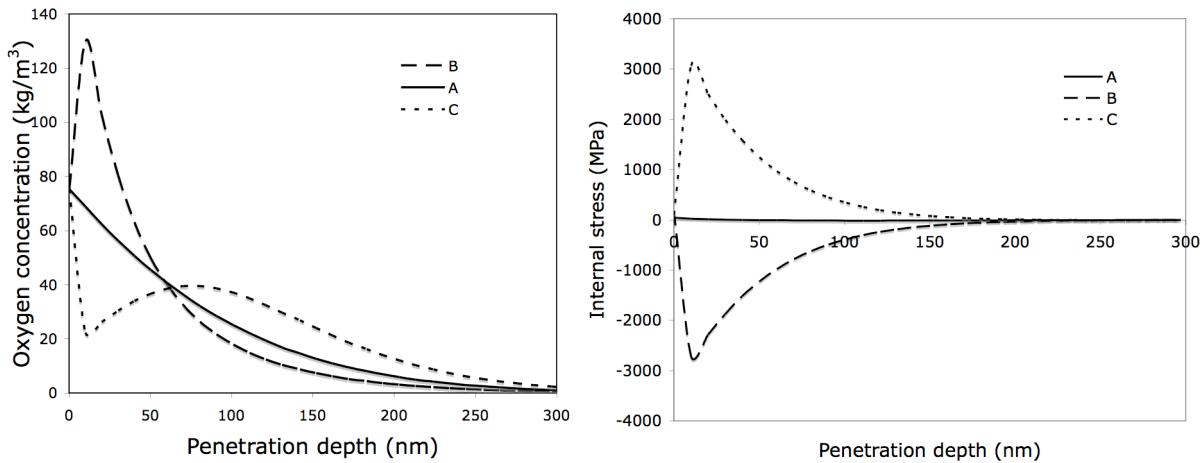 Oxygen concentration (kg/m³)
140
120
100
80
60
40
20
0
B
A
C
0 50 100 150 200 250 300
Penetration depth (nm)
Internal stress (MPa)
4000
3000
2000
1000
0
-1000
-2000
-3000
-4000
A
B
C
0 50 100 150 200 250 300
Penetration depth (nm)